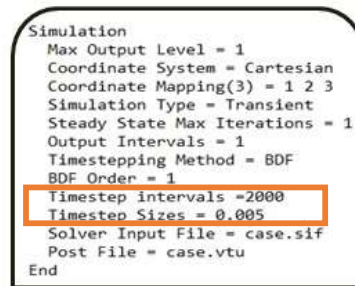 Simulation
Max Output Level = 1
Coordinate System = Cartesian
Coordinate Mapping(3) = 1 2 3
Simulation Type = Transient
Steady State Max Iterations = 1
Output Intervals = 1
Timestepping Method = BDF
BDF Order = 1
Timestep intervals =2000
Timestep Sizes = 0.005
Solver Input File = case.sif
Post File = case.vtu
End